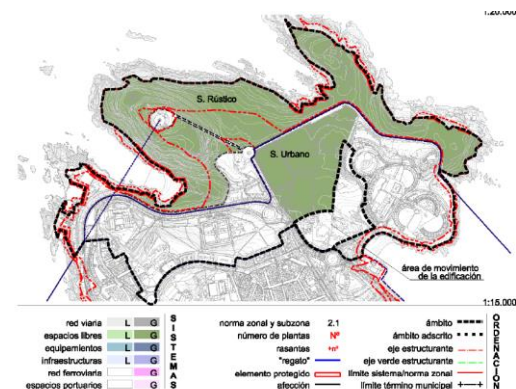 1:20.000
S. Rústico
S. Urbano
área de movimiento
de la edificación
1:15.000
red viaria L G
espacios libres L G
equipamientos L G
infraestructuras L G
red ferroviaria G
espacios portuarios G
SISTEMAS
norma zonal y subzona 2.1
número de plantas Nº
rasantes +n°
"regato"
elemento protegido
afección
ámbito
ámbito adscrito
eje estructurante
eje verde estructurante
límite sistema/norma zonal
límite término municipal
ORDENACION